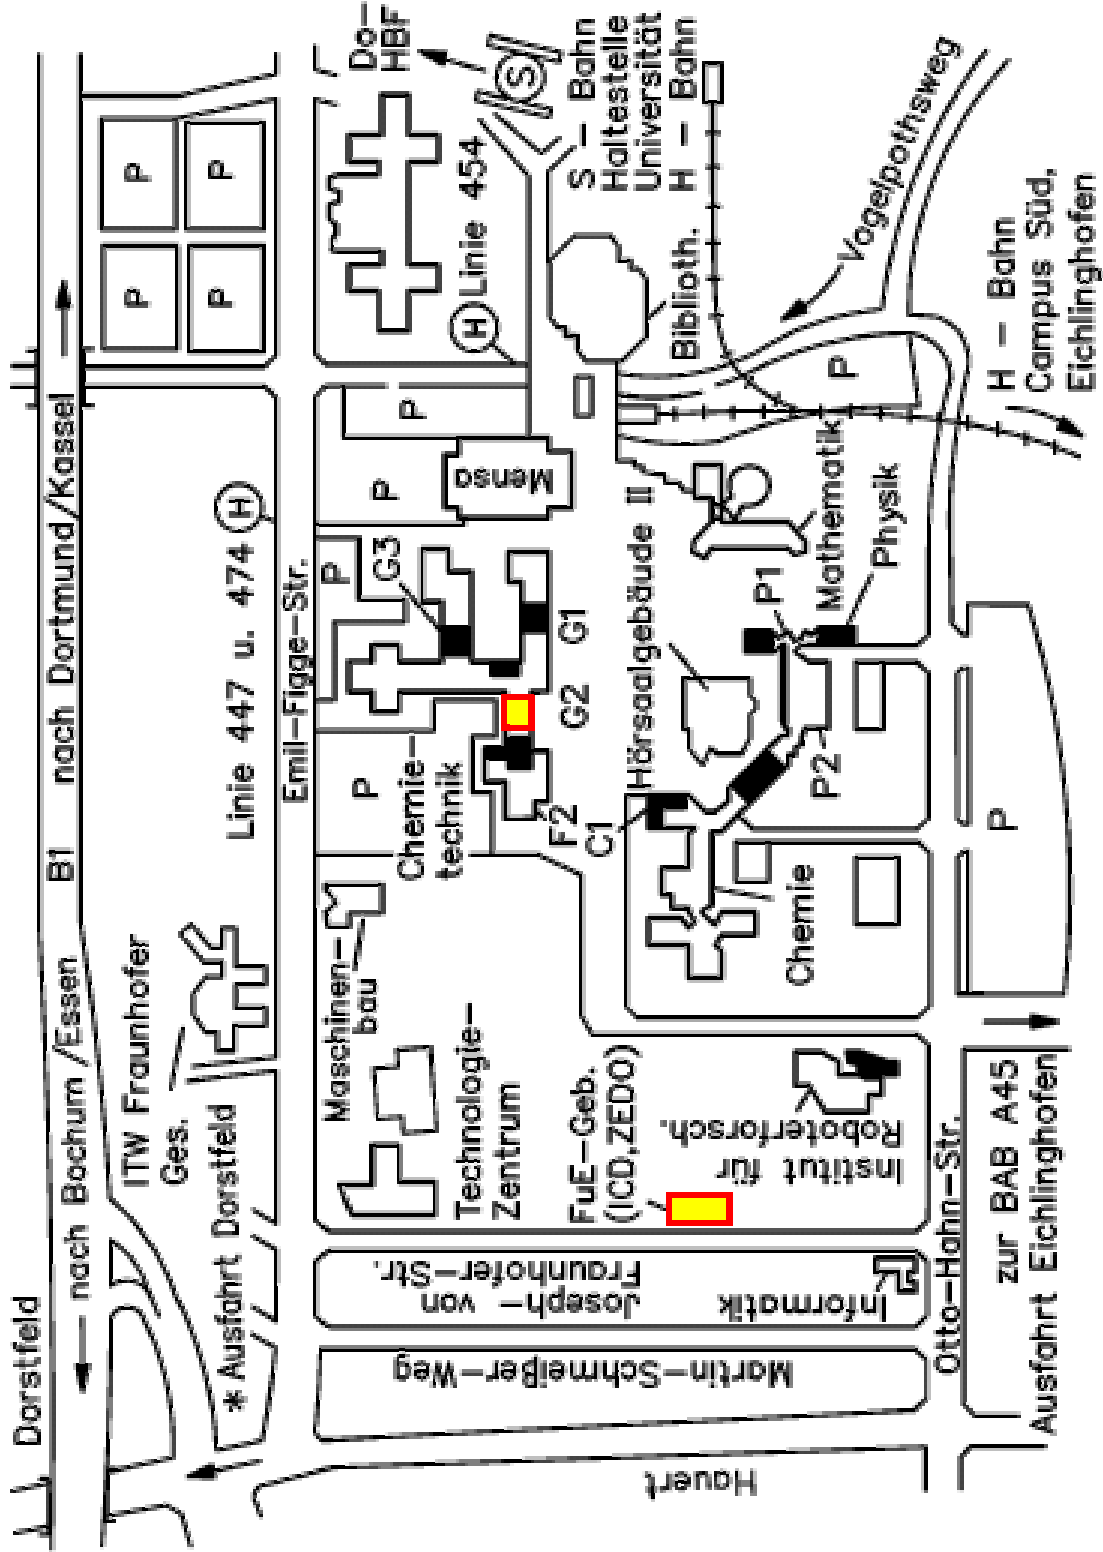 Dorstfeld
nach Bochum/Essen
B1
nach Dortmund/Kassel
* Ausfahrt Dorstfeld
ITW Fraunhofer
Ges.
Linie 447 u. 474
H
P
P
P
P
Emil-Figge-Str.
Maschinen-
bau
Technologie-
Zentrum
Chemie-
technik
P
P
G3
P
P
Mensa
H
Linie 454
Do-
HBF
S
S - Bahn
Haltestelle
Universität
H - Bahn
F2
G2
G1
C1
Hörsaalgebäude II
Biblioth.
FuE-Geb.
(ICD,ZEDO)
Institut für
Roboterforsch.
Chemie
P2
P1
Mathematik
Physik
P
Vogelpothsweg
H - Bahn
Campus Süd,
Eichlinghofen
Joseph-von
Fraunhofer-Str.
Informatik
Martin-Schmeißer-Weg
Hauert
Otto-Hahn-Str.
zur BAB A45
Ausfahrt Eichlinghofen
P